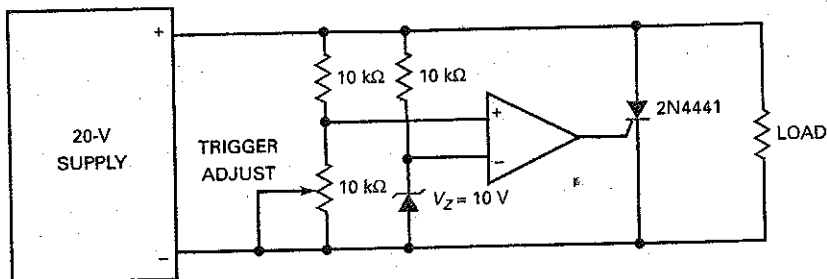 +
20-V
SUPPLY
−
TRIGGER
ADJUST
10 kΩ
10 kΩ
10 kΩ
V_Z = 10 V
+
−
2N4441
LOAD